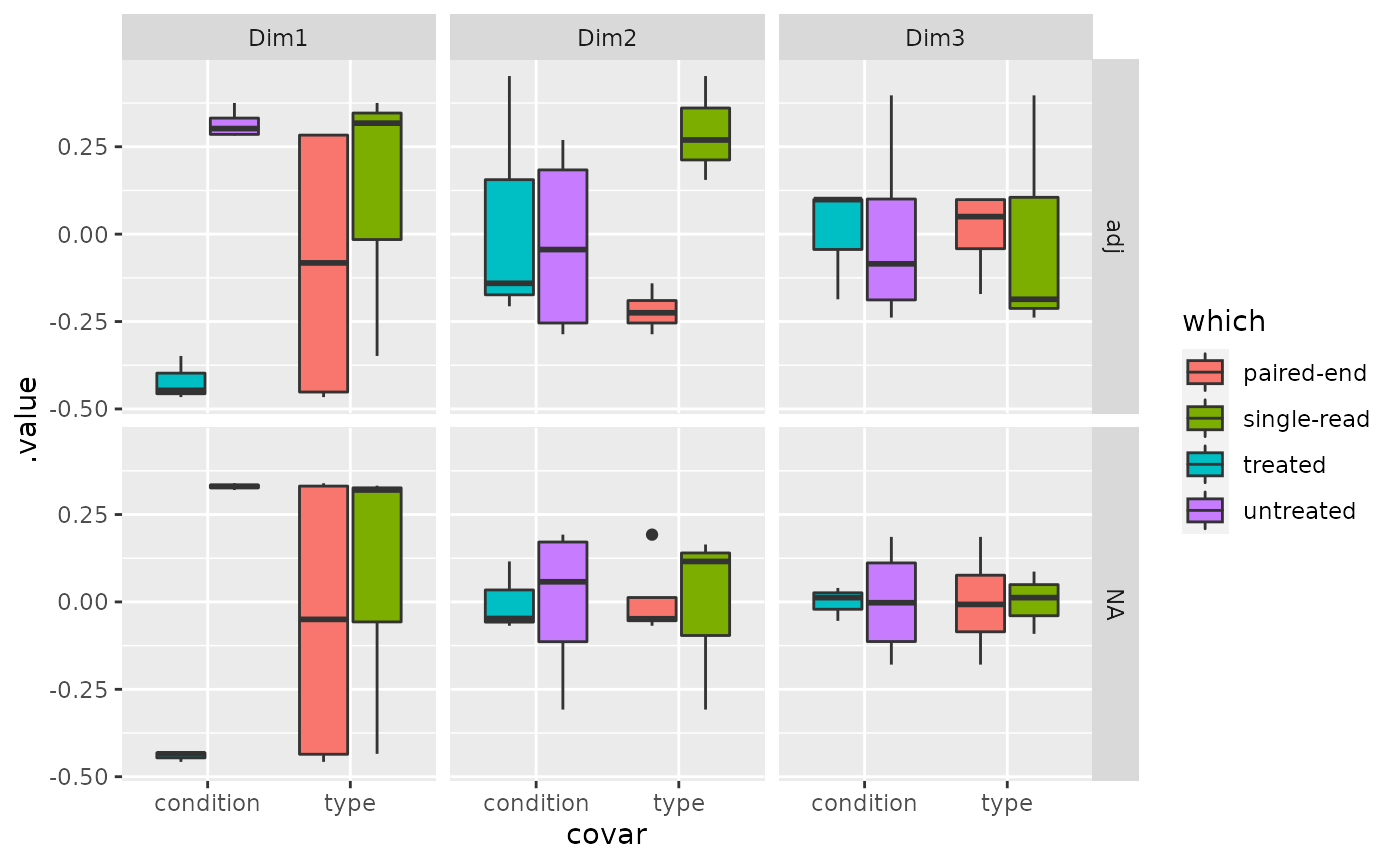 Dim1 Dim2 Dim3
0.25
0.00
-0.25
-0.50
adj
0.25
0.00
-0.25
-0.50
NA
.value
condition type condition type condition type
covar
which
paired-end
single-read
treated
untreated